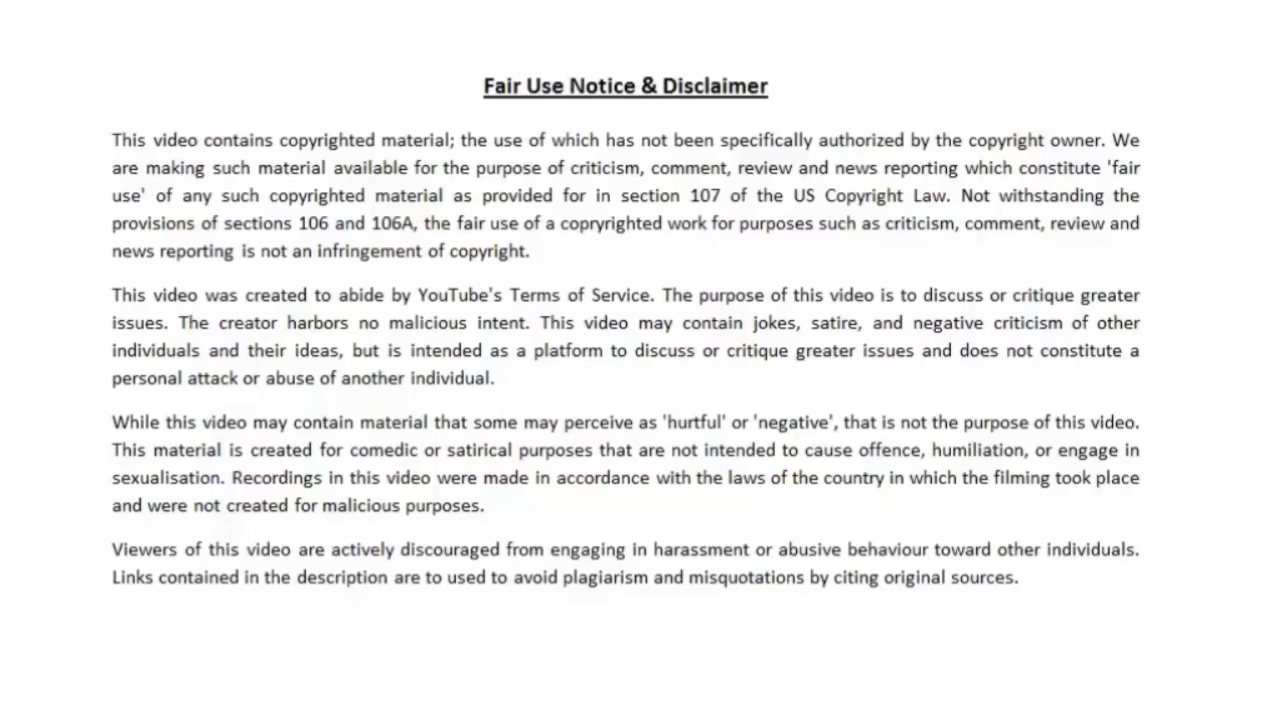 Fair Use Notice & Disclaimer
This video contains copyrighted material; the use of which has not been specifically authorized by the copyright owner. We
are making such material available for the purpose of criticism, comment, review and news reporting which constitute 'fair
use' of any such copyrighted material as provided for in section 107 of the US Copyright Law. Not withstanding the
provisions of sections 106 and 106A, the fair use of a copryrighted work for purposes such as criticism, comment, review and
news reporting is not an infringement of copyright.
This video was created to abide by YouTube's Terms of Service. The purpose of this video is to discuss or critique greater
issues. The creator harbors no malicious intent. This video may contain jokes, satire, and negative criticism of other
individuals and their ideas, but is intended as a platform to discuss or critique greater issues and does not constitute a
personal attack or abuse of another individual.
While this video may contain material that some may perceive as 'hurtful' or 'negative', that is not the purpose of this video.
This material is created for comedic or satirical purposes that are not intended to cause offence, humiliation, or engage in
sexualisation. Recordings in this video were made in accordance with the laws of the country in which the filming took place
and were not created for malicious purposes.
Viewers of this video are actively discouraged from engaging in harassment or abusive behaviour toward other individuals.
Links contained in the description are to used to avoid plagiarism and misquotations by citing original sources.